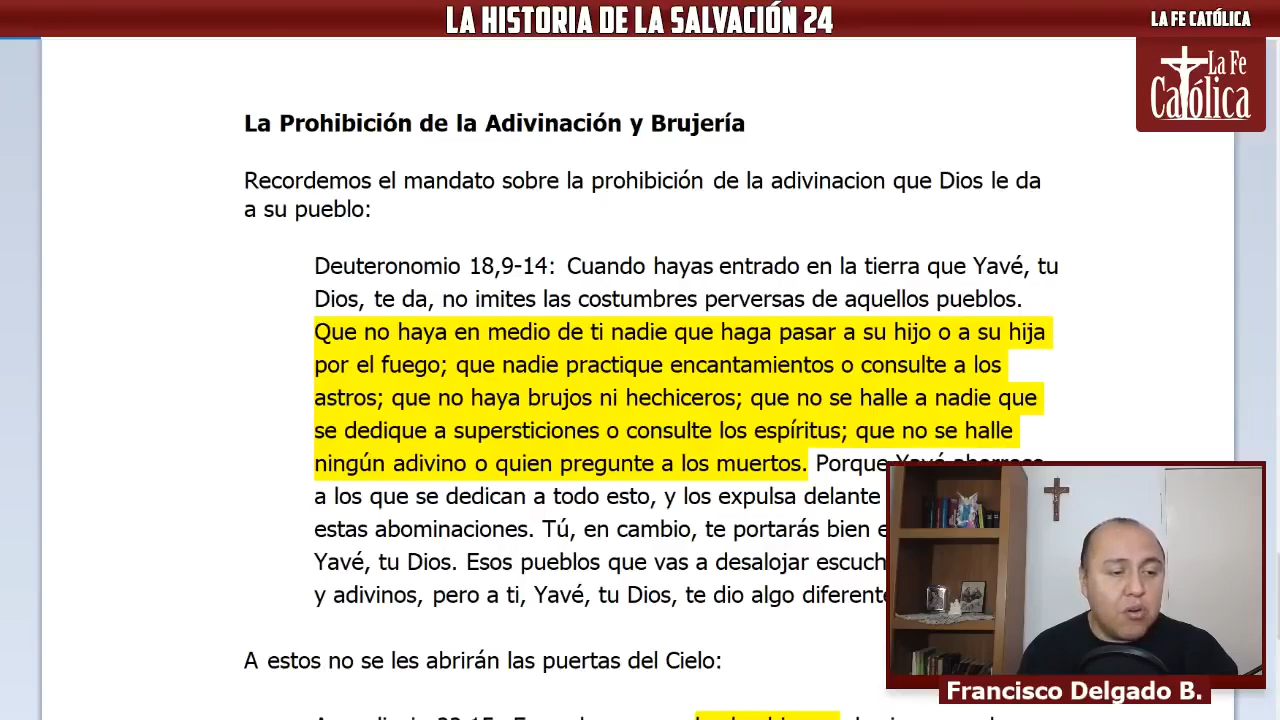 LA HISTORIA DE LA SALVACIÓN 24
LA FE CATÓLICA
La Fe
Católica
La Prohibición de la Adivinación y Brujería
Recordemos el mandato sobre la prohibición de la adivinacion que Dios le da
a su pueblo:
Deuteronomio 18,9-14: Cuando hayas entrado en la tierra que Yavé, tu
Dios, te da, no imites las costumbres perversas de aquellos pueblos.
Que no haya en medio de ti nadie que haga pasar a su hijo o a su hija
por el fuego; que nadie practique encantamientos o consulte a los
astros; que no haya brujos ni hechiceros; que no se halle a nadie que
se dedique a supersticiones o consulte los espíritus; que no se halle
ningún adivino o quien pregunte a los muertos. Porque Yavé
a los que se dedican a todo esto, y los expulsa delante
estas abominaciones. Tú, en cambio, te portarás bien
Yavé, tu Dios. Esos pueblos que vas a desalojar
y adivinos, pero a ti, Yavé, tu Dios, te dio algo
A estos no se les abrirán las puertas del Cielo:
Francisco Delgado B.